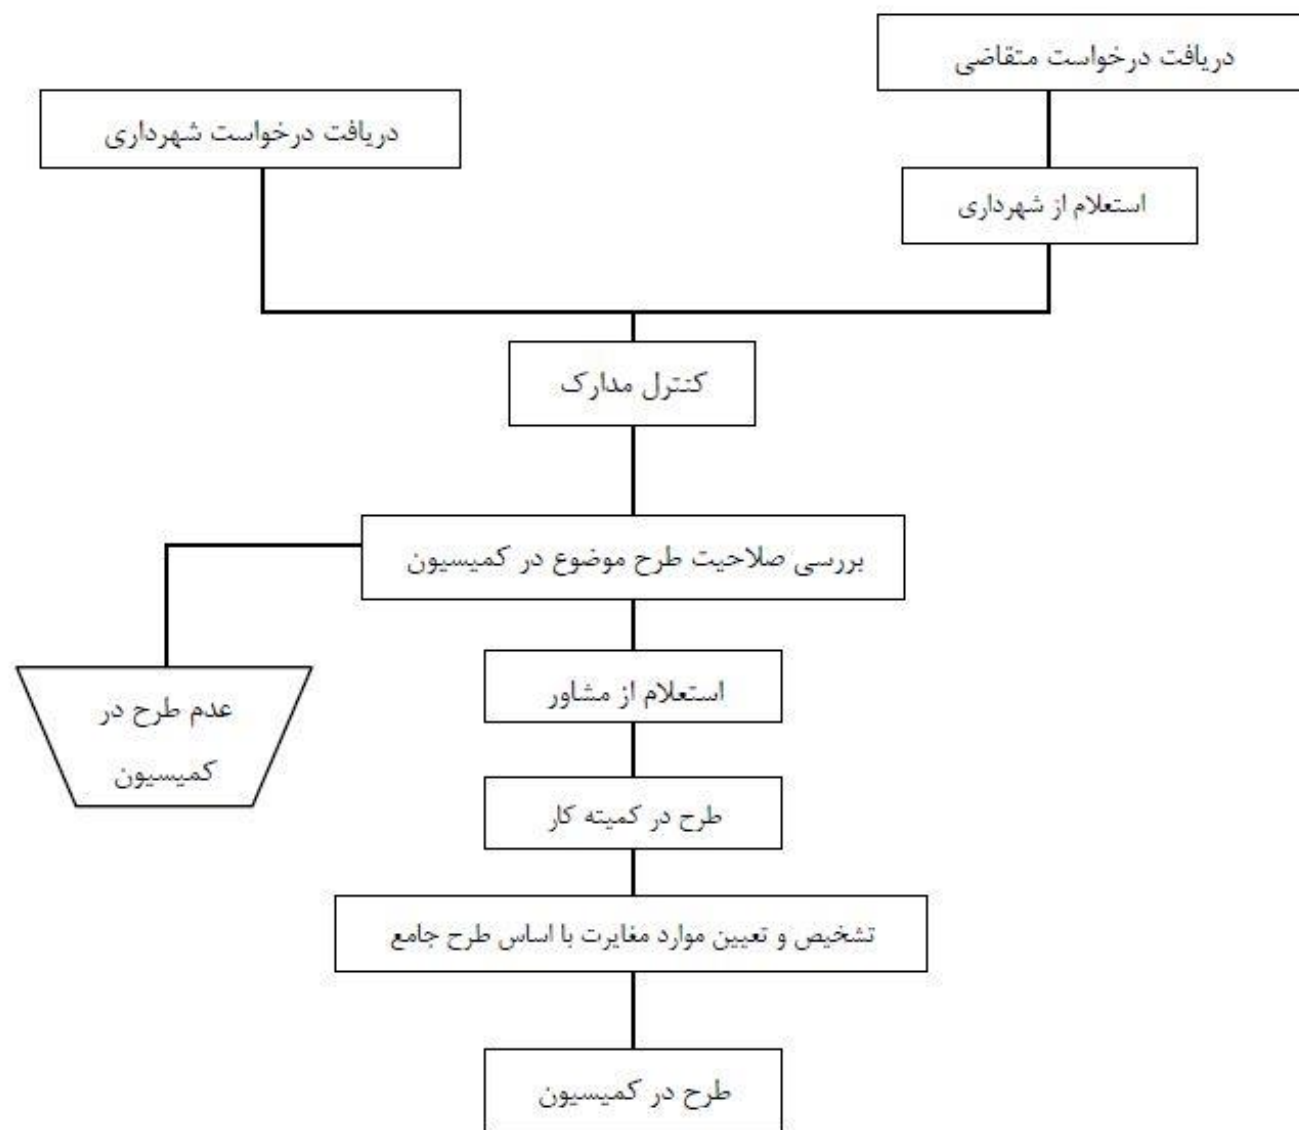 دریافت درخواست متقاضی
دریافت درخواست شهرداری
استعلام از شهرداری
کنترل مدارک
بررسی صلاحیت طرح موضوع در کمیسیون
استعلام از مشاور
عدم طرح در
کمیسیون
طرح در کمیته کار
تشخیص و تعیین موارد مغایرت با اساس طرح جامع
طرح در کمیسیون